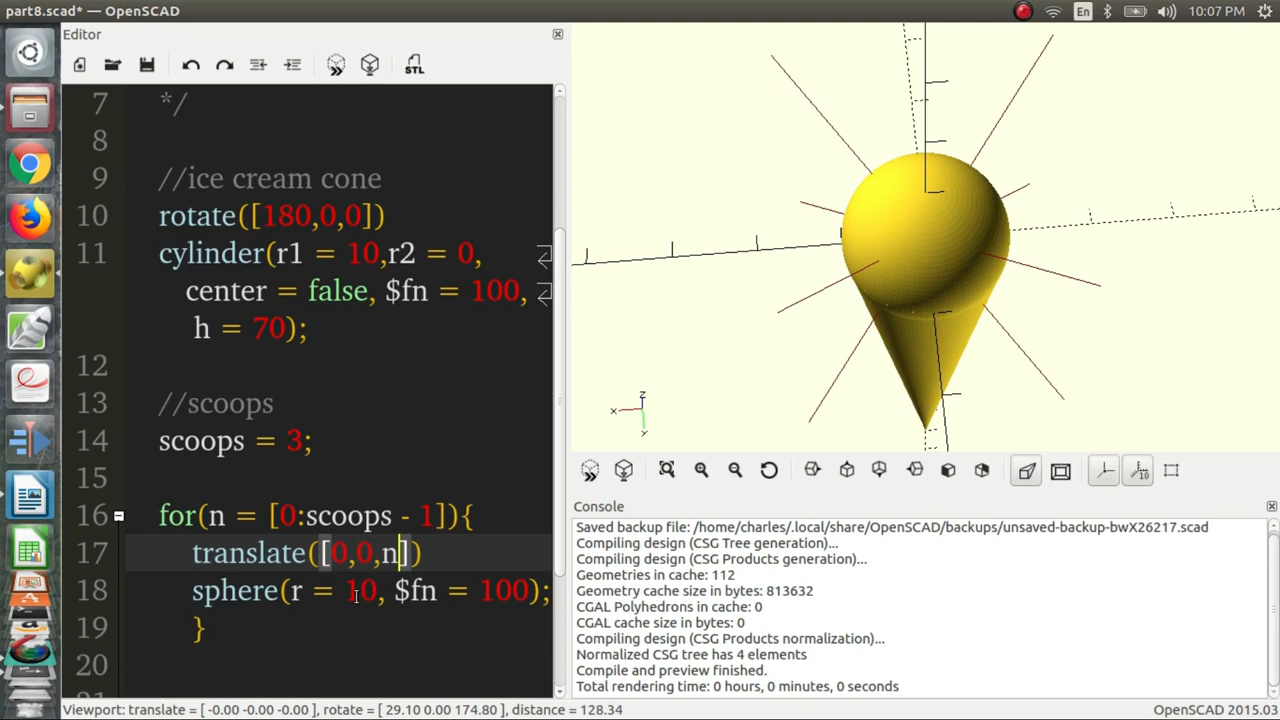 part8.scad* — OpenSCAD
En
10:07 PM
Editor
STL
7 */
8
9 //ice cream cone
10 rotate([180,0,0])
11 cylinder(r1 = 10,r2 = 0,
center = false, $fn = 100,
h = 70);
12
13 //scoops
14 scoops = 3;
15
16 for(n = [0:scoops - 1]){
17 translate([0,0,n])
18 sphere(r = 10, $fn = 100);
19 }
20
z
x
y
10
Console
Saved backup file: /home/charles/.local/share/OpenSCAD/backups/unsaved-backup-bwX26217.scad
Compiling design (CSG Tree generation)...
Compiling design (CSG Products generation)...
Geometries in cache: 112
Geometry cache size in bytes: 813632
CGAL Polyhedrons in cache: 0
CGAL cache size in bytes: 0
Compiling design (CSG Products normalization)...
Normalized CSG tree has 4 elements
Compile and preview finished.
Total rendering time: 0 hours, 0 minutes, 0 seconds
Viewport: translate = [ -0.00 -0.00 -0.00 ], rotate = [ 29.10 0.00 174.80 ], distance = 128.34
OpenSCAD 2015.03